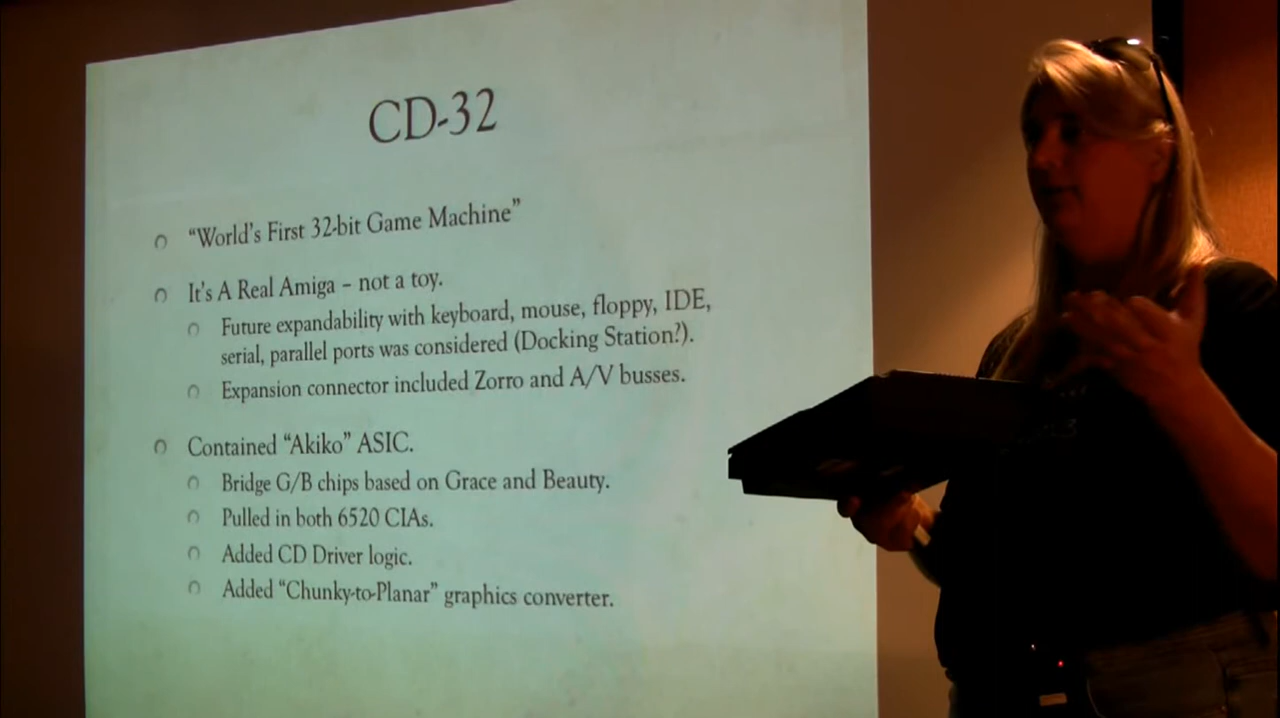 CD-32
“World's First 32-bit Game Machine”
It's A Real Amiga – not a toy.
Future expandability with keyboard, mouse, floppy, IDE,
serial, parallel ports was considered (Docking Station?).
Expansion connector included Zorro and A/V busses.
Contained “Akiko” ASIC.
Bridge G/B chips based on Grace and Beauty.
Pulled in both 6520 CIAs.
Added CD Driver logic.
Added “Chunky-to-Planar” graphics converter.